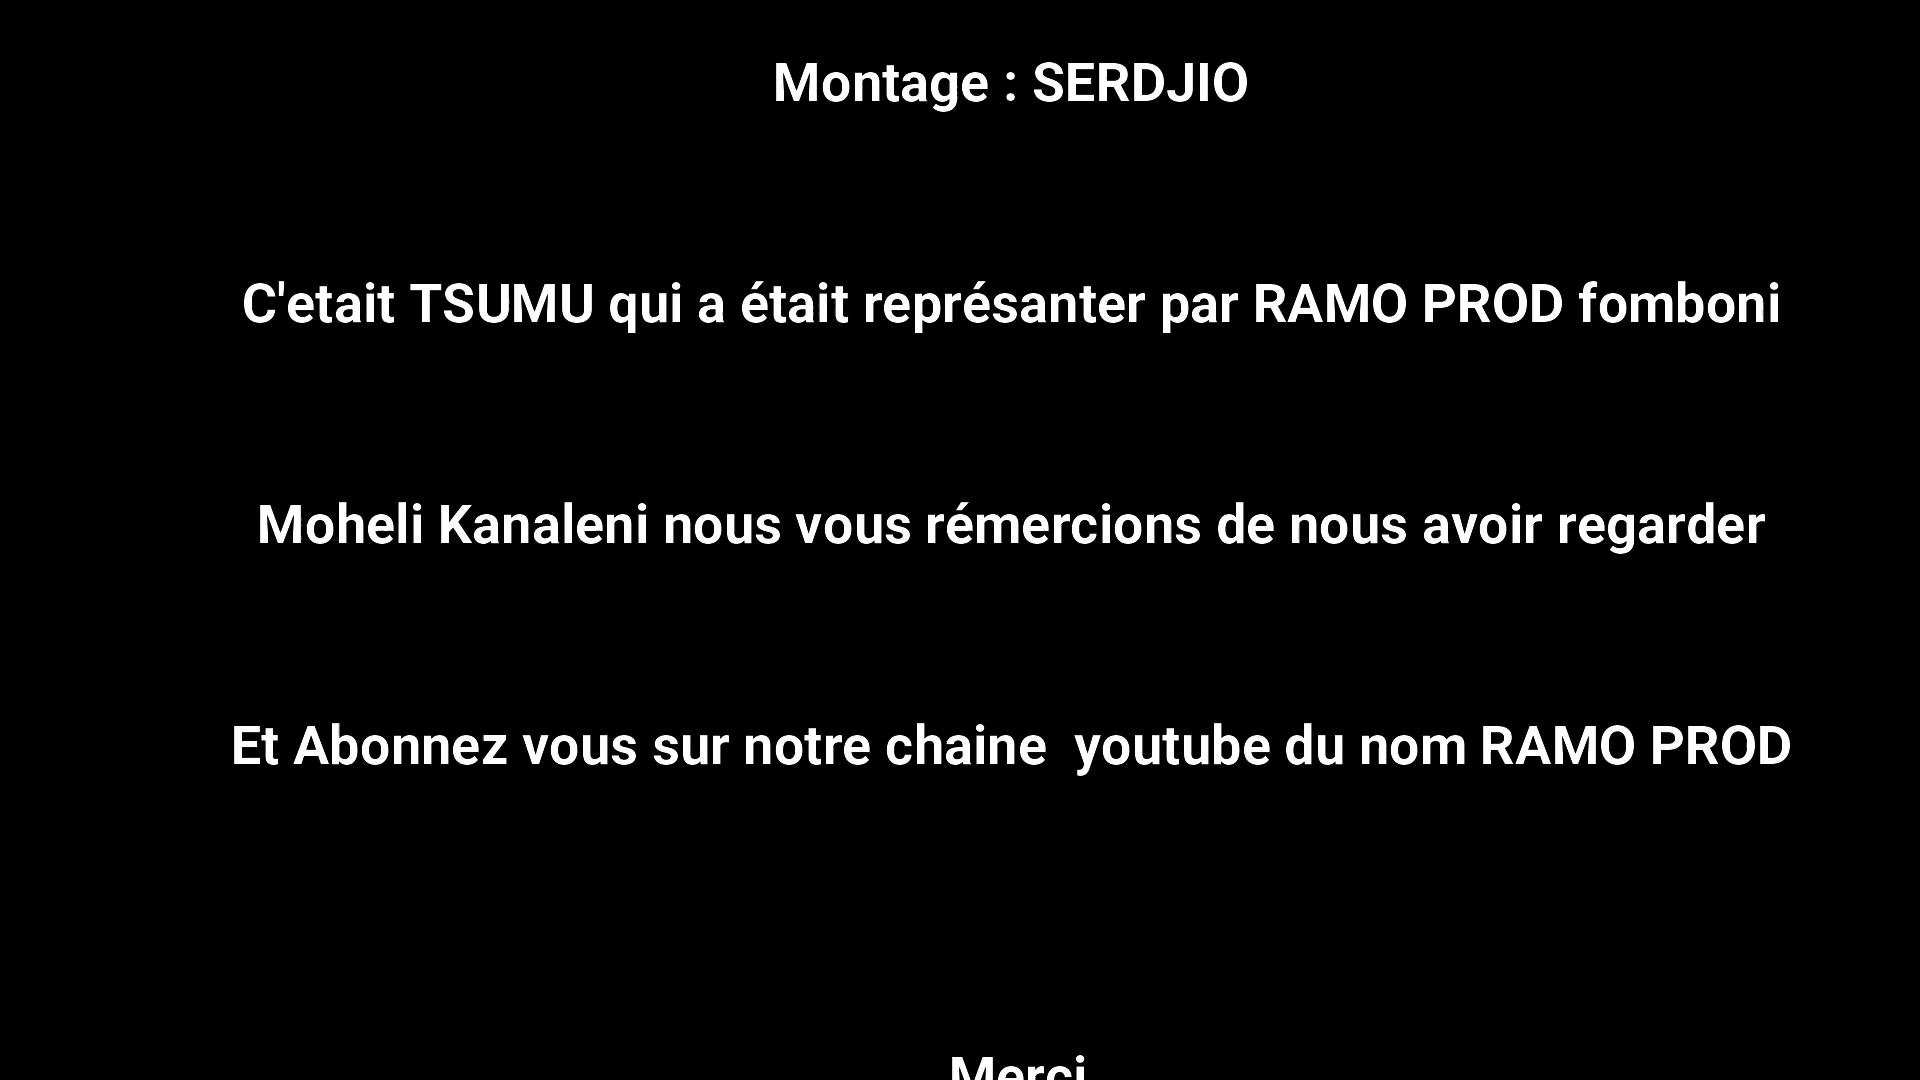 Montage : SERDJIO
C'etait TSUMU qui a était représanter par RAMO PROD fomboni
Moheli Kanaleni nous vous rémercions de nous avoir regarder
Et Abonnez vous sur notre chaine  youtube du nom RAMO PROD
Merci